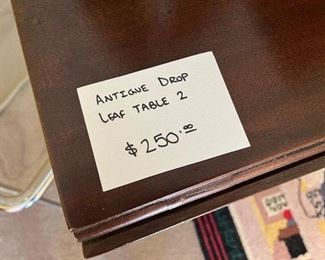 ANTIQUE DROP
LEAF TABLE 2
$250.00